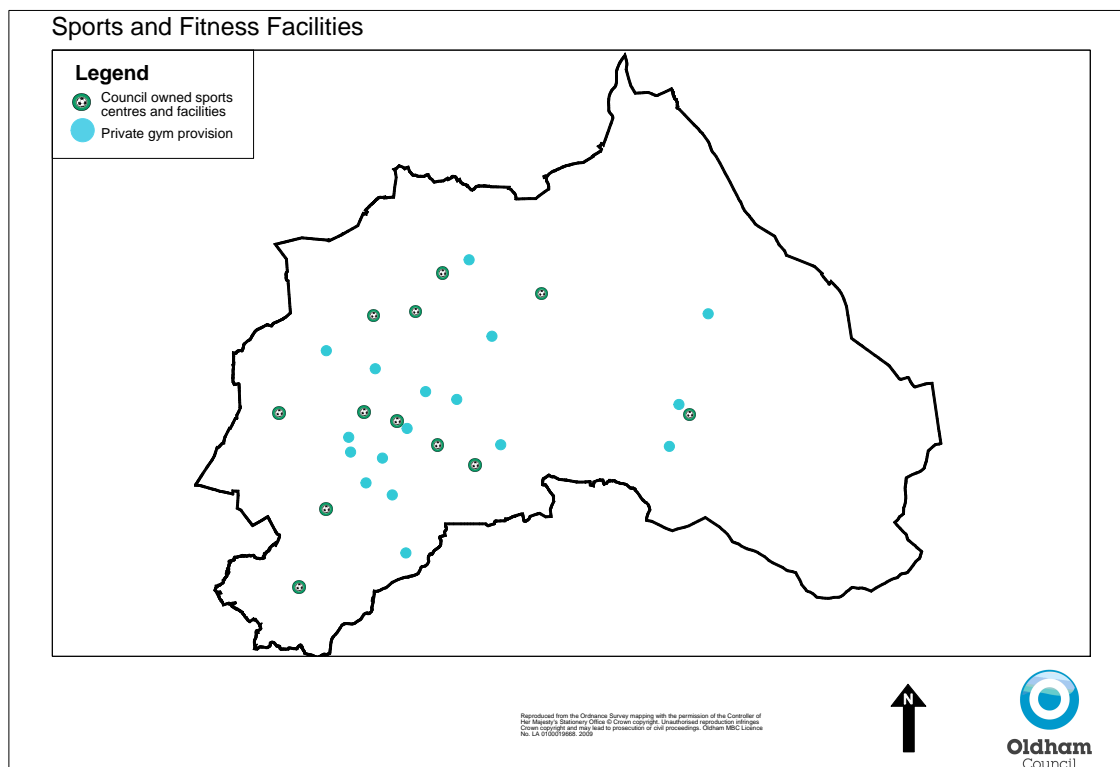 Sports and Fitness Facilities
Legend
Council owned sports
centres and facilities
Private gym provision
Reproduced from the Ordnance Survey mapping with the permission of the Controller of
Her Majesty's Stationery Office © Crown copyright. Unauthorised reproduction infringes
Crown copyright and may lead to prosecution or civil proceedings. Oldham MBC Licence
No. LA 0100019668. 2009
N
Oldham
Council